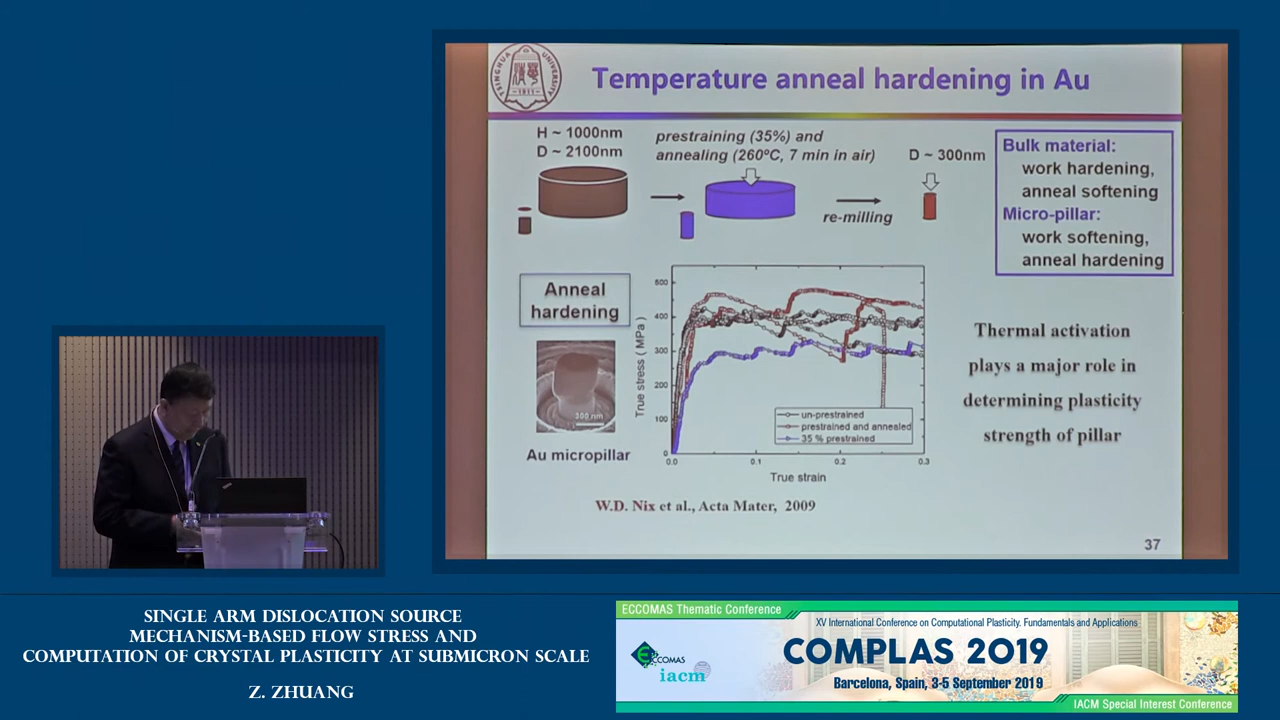 TSINGHUA UNIVERSITY
1911
Temperature anneal hardening in Au
H ~ 1000nm
D ~ 2100nm
prestraining (35%) and
annealing (260ºC, 7 min in air)
D ~ 300nm
re-milling
Bulk material:
work hardening,
anneal softening
Micro-pillar:
work softening,
anneal hardening
Anneal
hardening
300 nm
Au micropillar
True stress ( MPa )
500
400
300
200
100
0
0.0
0.1
0.2
0.3
True strain
un-prestrained
prestrained and annealed
35 % prestrained
Thermal activation
plays a major role in
determining plasticity
strength of pillar
W.D. Nix et al., Acta Mater, 2009
37
SINGLE ARM DISLOCATION SOURCE
MECHANISM-BASED FLOW STRESS AND
COMPUTATION OF CRYSTAL PLASTICITY AT SUBMICRON SCALE
Z. ZHUANG
ECCOMAS Thematic Conference
XV International Conference on Computational Plasticity. Fundamentals and Applications
ECCOMAS
iacm
COMPLAS 2019
Barcelona, Spain, 3-5 September 2019
IACM Special Interest Conference